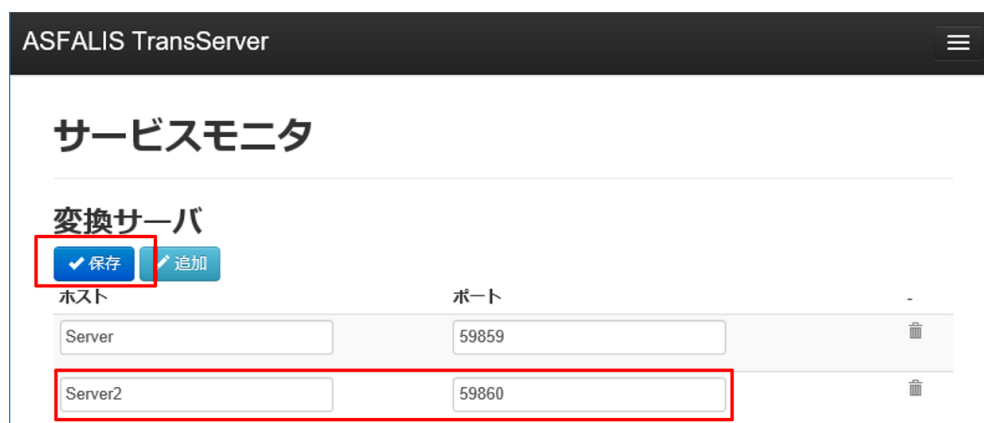 ASFALIS TransServer
サービスモニタ
変換サーバ
保存 追加
ホスト ポート -
Server 59859
Server2 59860